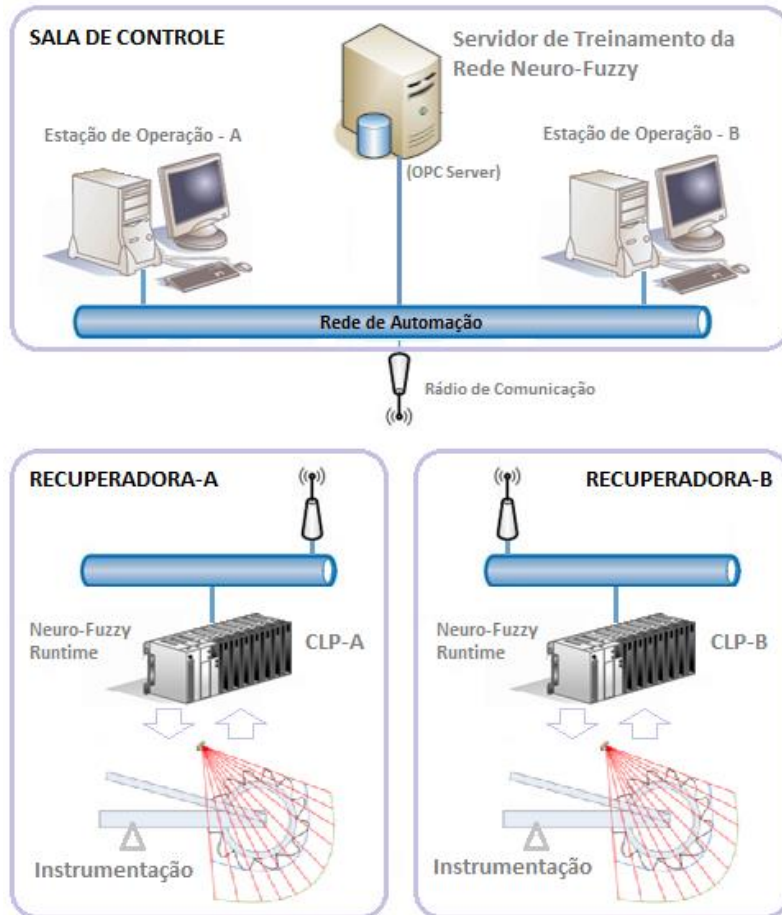 SALA DE CONTROLE
Servidor de Treinamento da
Rede Neuro-Fuzzy
Estação de Operação - A
Estação de Operação - B
(OPC Server)
Rede de Automação
Rádio de Comunicação
RECUPERADORA-A
Neuro-Fuzzy
Runtime
CLP-A
Instrumentação
RECUPERADORA-B
Neuro-Fuzzy
Runtime
CLP-B
Instrumentação